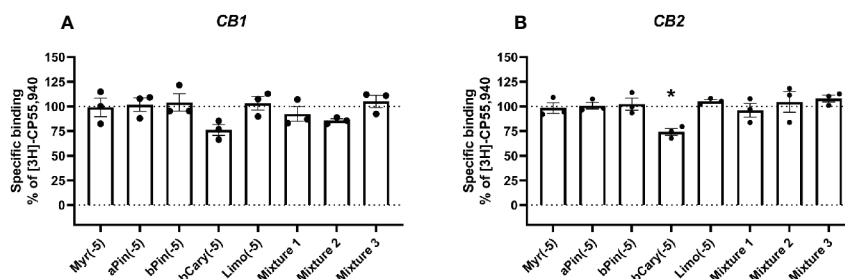 A
CB1
Specific binding
% of [3H]-CP55,940
150
125
100
75
50
25
0
Myr(-5)
aPin(-5)
bPin(-5)
bCary(-5)
Limo(-5)
Mixture 1
Mixture 2
Mixture 3
B
CB2
Specific binding
% of [3H]-CP55,940
150
125
100
75
50
25
0
*
Myr(-5)
aPin(-5)
bPin(-5)
bCary(-5)
Limo(-5)
Mixture 1
Mixture 2
Mixture 3